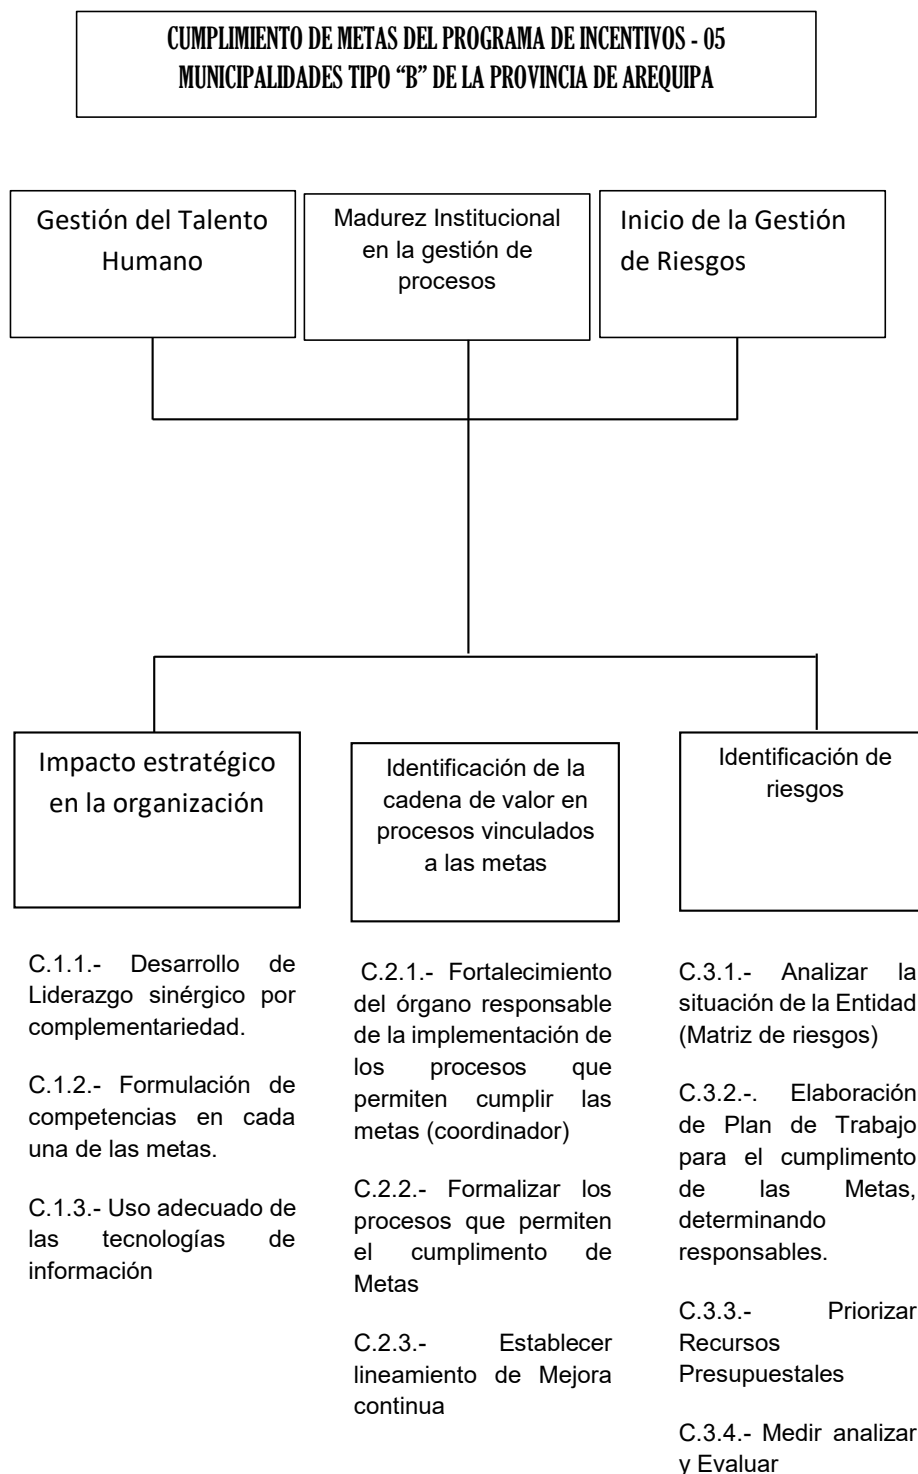 CUMPLIMIENTO DE METAS DEL PROGRAMA DE INCENTIVOS - 05
MUNICIPALIDADES TIPO “B” DE LA PROVINCIA DE AREQUIPA
Gestión del Talento
Humano
Madurez Institucional
en la gestión de
procesos
Inicio de la Gestión
de Riesgos
Impacto estratégico
en la organización
Identificación de la
cadena de valor en
procesos vinculados
a las metas
Identificación de
riesgos
C.1.1.- Desarrollo de
Liderazgo sinérgico por
complementariedad.
C.1.2.- Formulación de
competencias en cada
una de las metas.
C.1.3.- Uso adecuado de
las tecnologías de
información
C.2.1.- Fortalecimiento
del órgano responsable
de la implementación de
los procesos que
permiten cumplir las
metas (coordinador)
C.2.2.- Formalizar los
procesos que permiten
el cumplimento de
Metas
C.2.3.- Establecer
lineamiento de Mejora
continua
C.3.1.- Analizar la
situación de la Entidad
(Matriz de riesgos)
C.3.2.-. Elaboración
de Plan de Trabajo
para el cumplimento
de las Metas,
determinando
responsables.
C.3.3.- Priorizar
Recursos
Presupuestales
C.3.4.- Medir analizar
y Evaluar